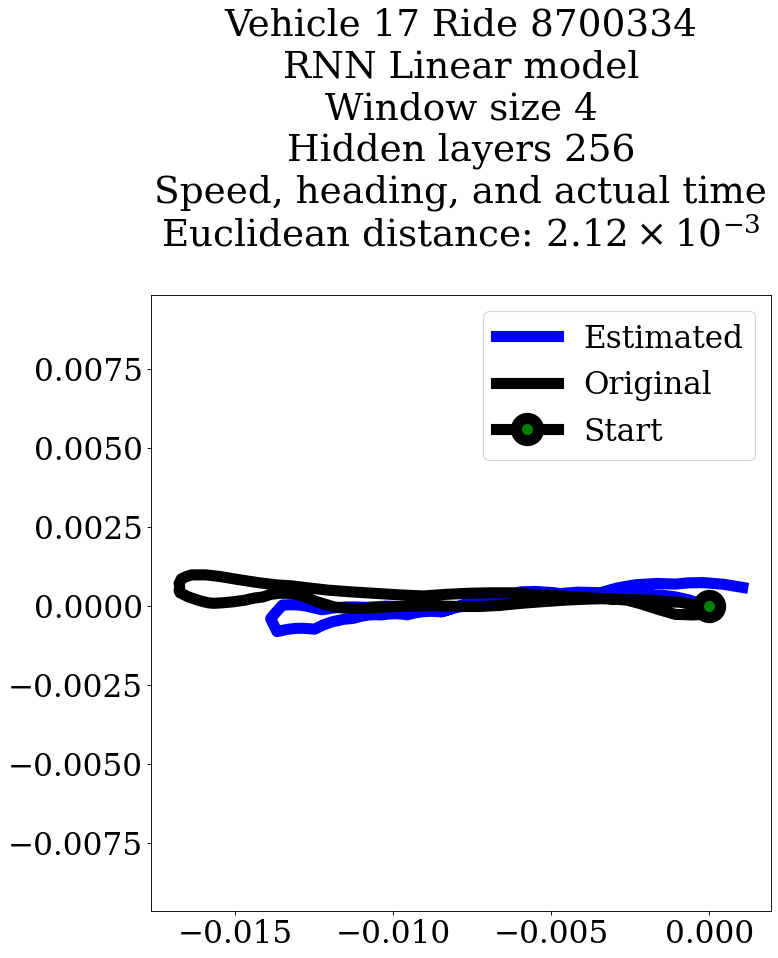 Vehicle 17 Ride 8700334
RNN Linear model
Window size 4
Hidden layers 256
Speed, heading, and actual time
Euclidean distance: 2.12 × 10⁻³
Estimated
Original
Start
0.0075
0.0050
0.0025
0.0000
−0.0025
−0.0050
−0.0075
−0.015
−0.010
−0.005
0.000